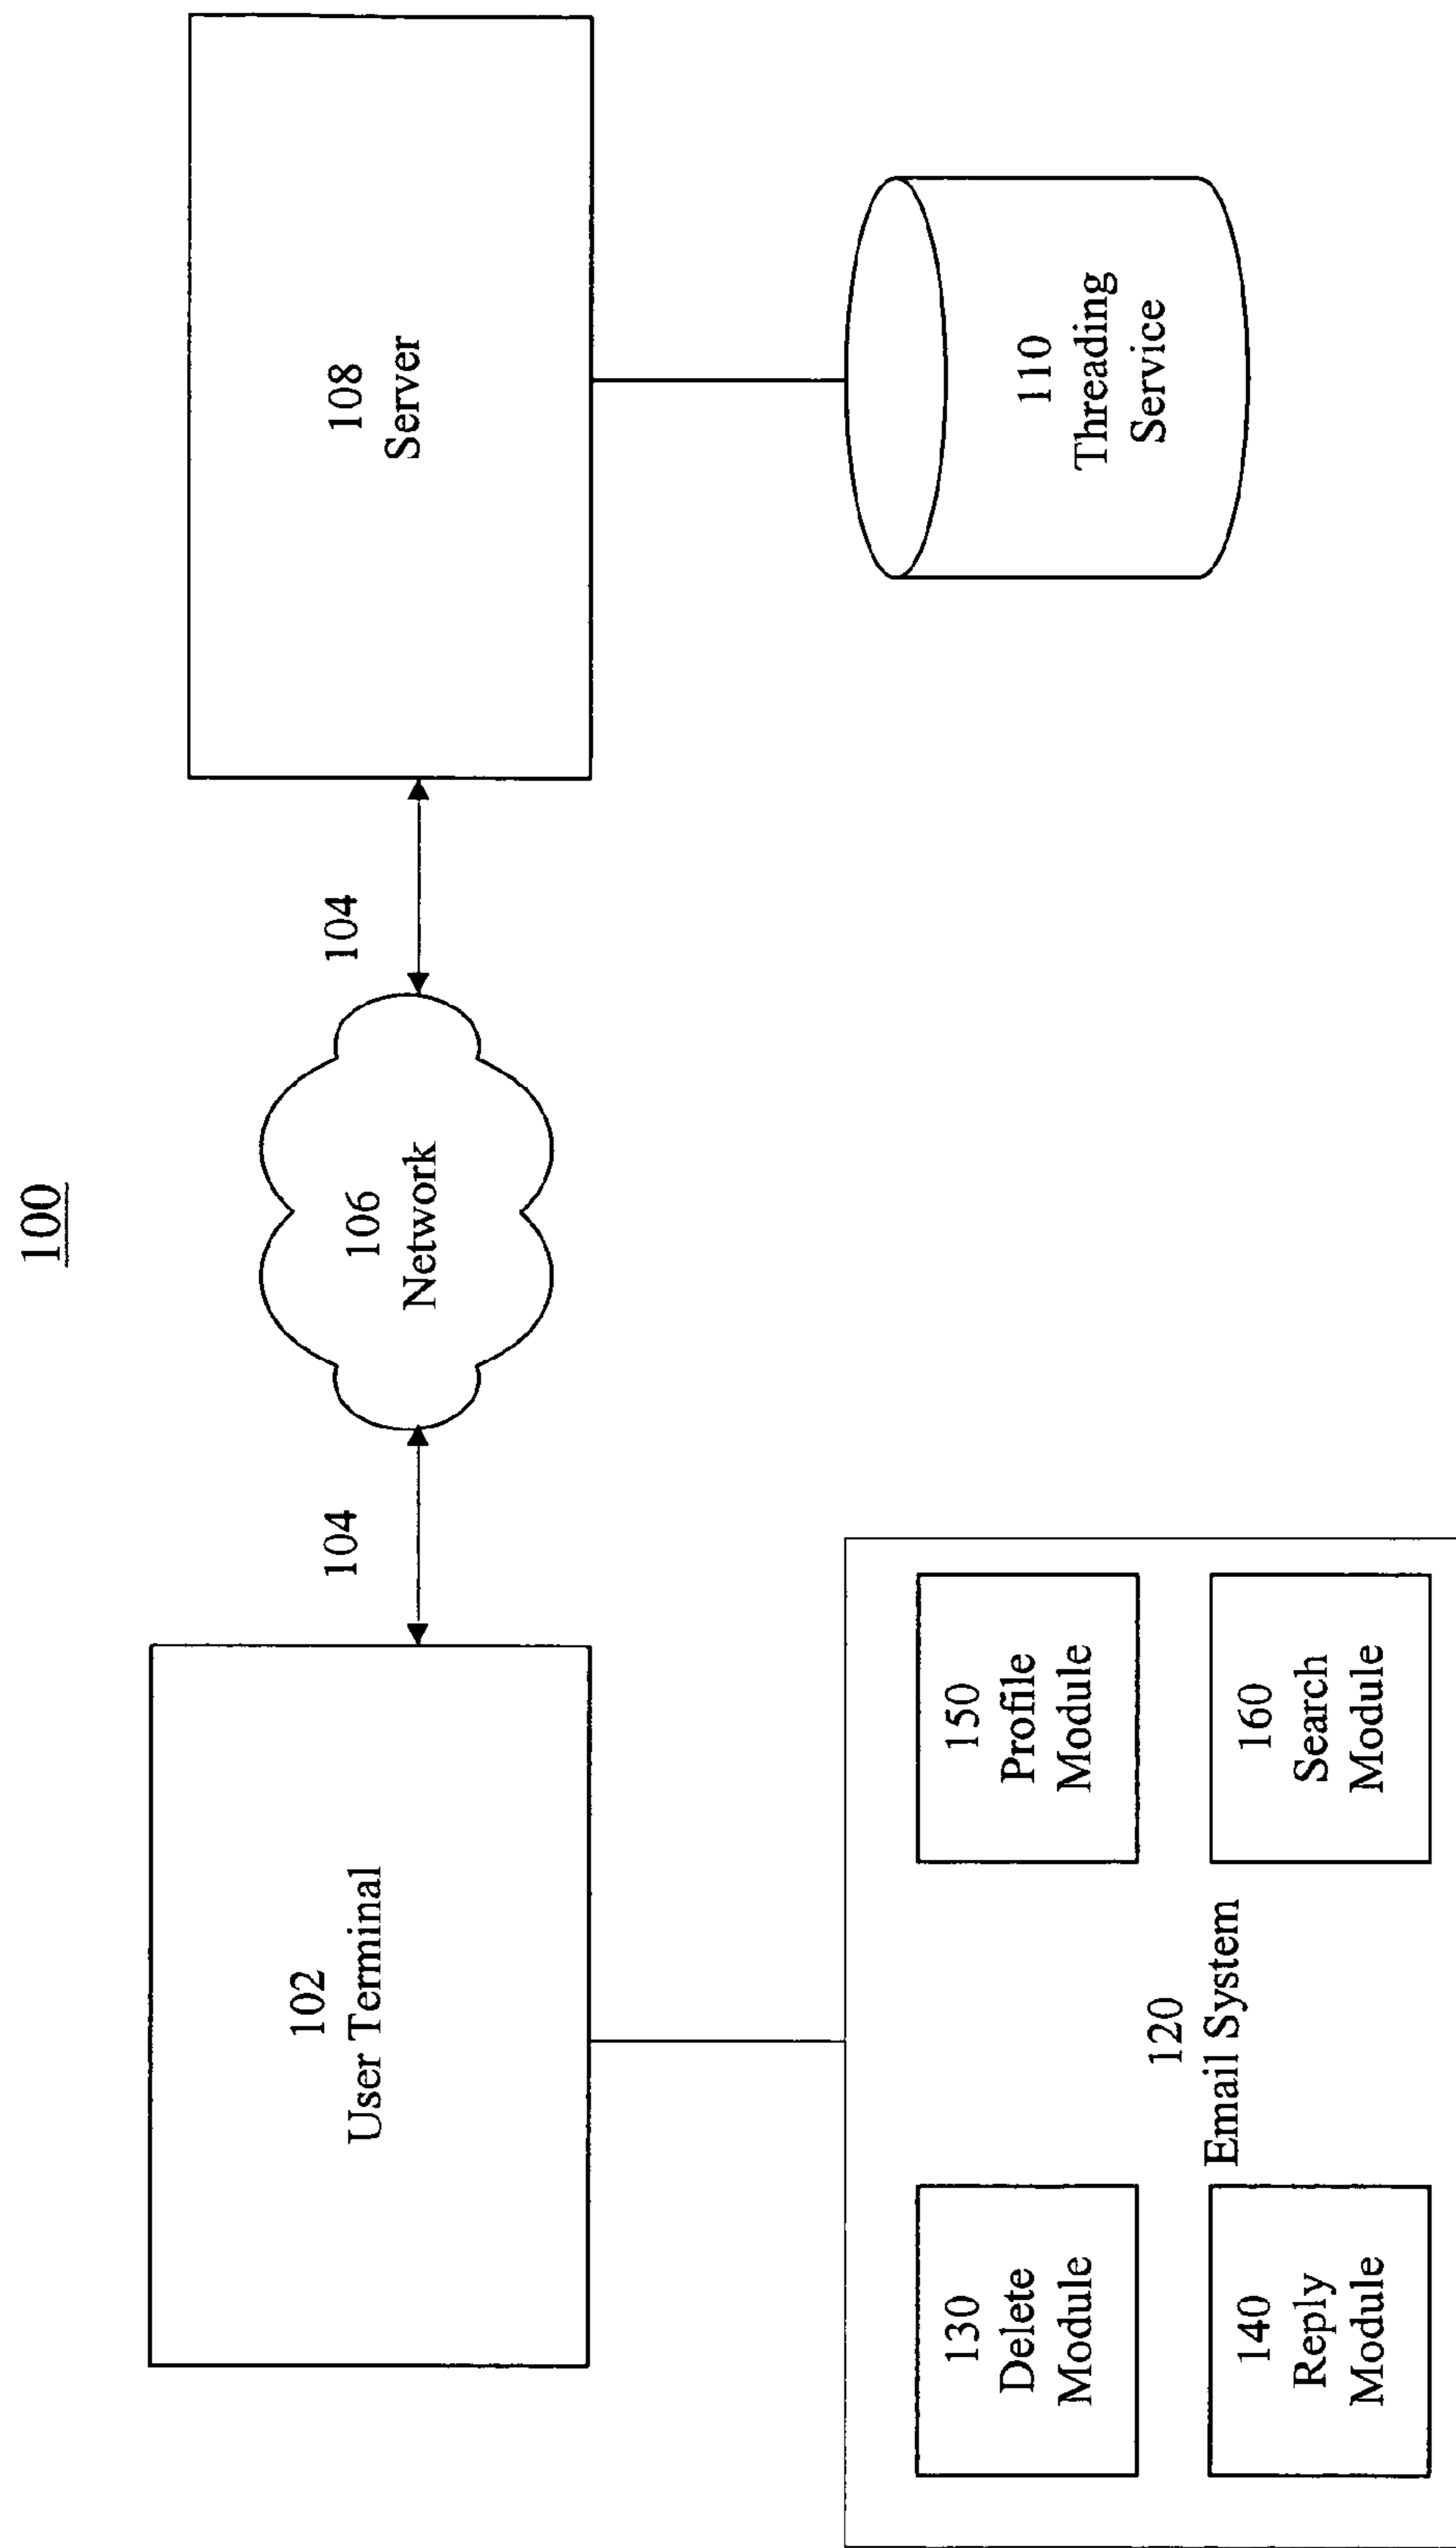 100
102
User Terminal
104
106
Network
104
108
Server
130
Delete
Module
150
Profile
Module
120
Email System
140
Reply
Module
160
Search
Module
110
Threading
Service